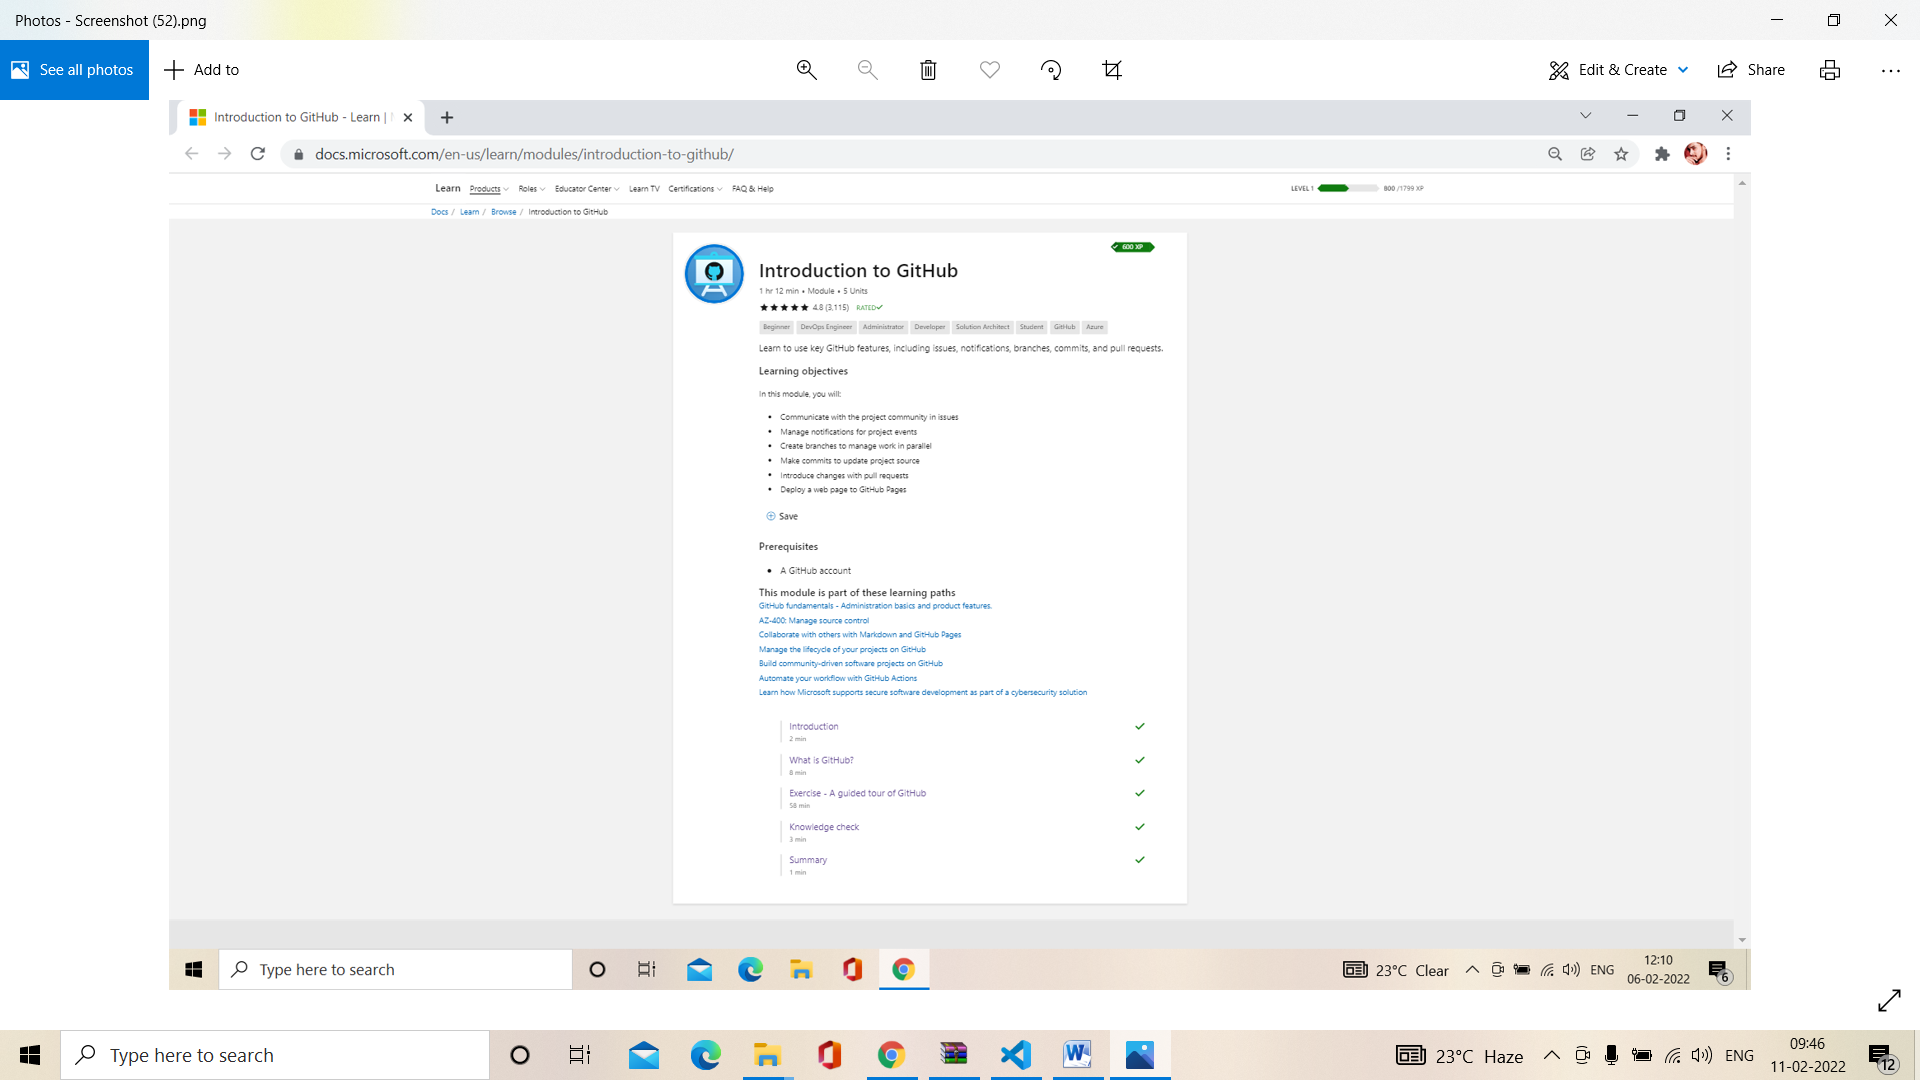 Photos - Screenshot (52).png
See all photos
Add to
Edit & Create
Share
Introduction to GitHub - Learn |
docs.microsoft.com/en-us/learn/modules/introduction-to-github/
Learn Products Roles Educator Center Learn TV Certifications FAQ & Help
LEVEL 1 800 /1799 XP
Docs / Learn / Browse / Introduction to GitHub
600 XP
Introduction to GitHub
1 hr 12 min • Module • 5 Units
4.8 (3,115) RATED
Beginner DevOps Engineer Administrator Developer Solution Architect Student GitHub Azure
Learn to use key GitHub features, including issues, notifications, branches, commits, and pull requests.
Learning objectives
In this module, you will:
• Communicate with the project community in issues
• Manage notifications for project events
• Create branches to manage work in parallel
• Make commits to update project source
• Introduce changes with pull requests
• Deploy a web page to GitHub Pages
Save
Prerequisites
• A GitHub account
This module is part of these learning paths
GitHub fundamentals - Administration basics and product features.
AZ-400: Manage source control
Collaborate with others with Markdown and GitHub Pages
Manage the lifecycle of your projects on GitHub
Build community-driven software projects on GitHub
Automate your workflow with GitHub Actions
Learn how Microsoft supports secure software development as part of a cybersecurity solution
Introduction
2 min
What is GitHub?
8 min
Exercise - A guided tour of GitHub
58 min
Knowledge check
3 min
Summary
1 min
Type here to search
23°C Clear
ENG
12:10
06-02-2022
6
Type here to search
23°C Haze
ENG
09:46
11-02-2022
12